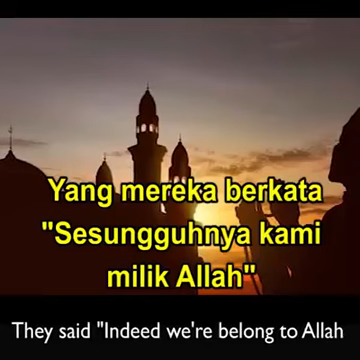 Yang mereka berkata
"Sesungguhnya kami
milik Allah"
They said "Indeed we're belong to Allah